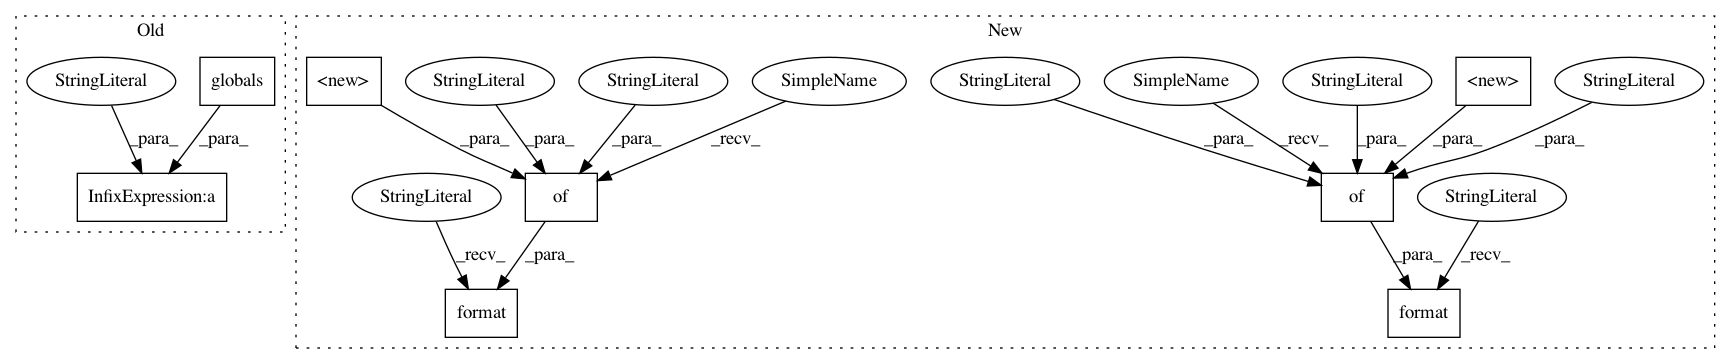 Old
New
StringLiteral
globals
<new>
StringLiteral
StringLiteral
SimpleName
StringLiteral
SimpleName
StringLiteral
<new>
StringLiteral
_para_
_para_
_para_
_para_
_para_
_recv_
_para_
_recv_
_para_
_para_
_para_
InfixExpression:a
StringLiteral
of
of
StringLiteral
_recv_
_para_
_para_
_recv_
format
format